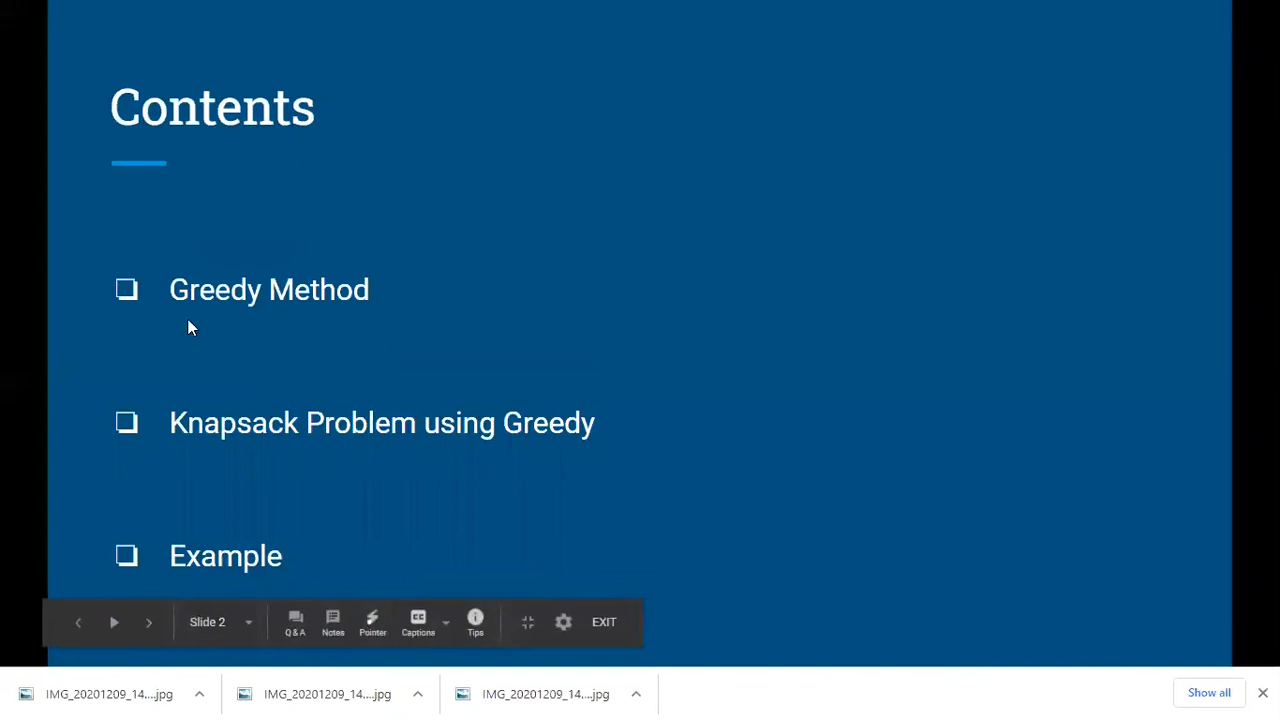 Contents
Greedy Method
Knapsack Problem using Greedy
Example
Slide 2
Q&A
Notes
Pointer
CC
Captions
Tips
EXIT
IMG_20201209_14....jpg
IMG_20201209_14....jpg
IMG_20201209_14....jpg
Show all